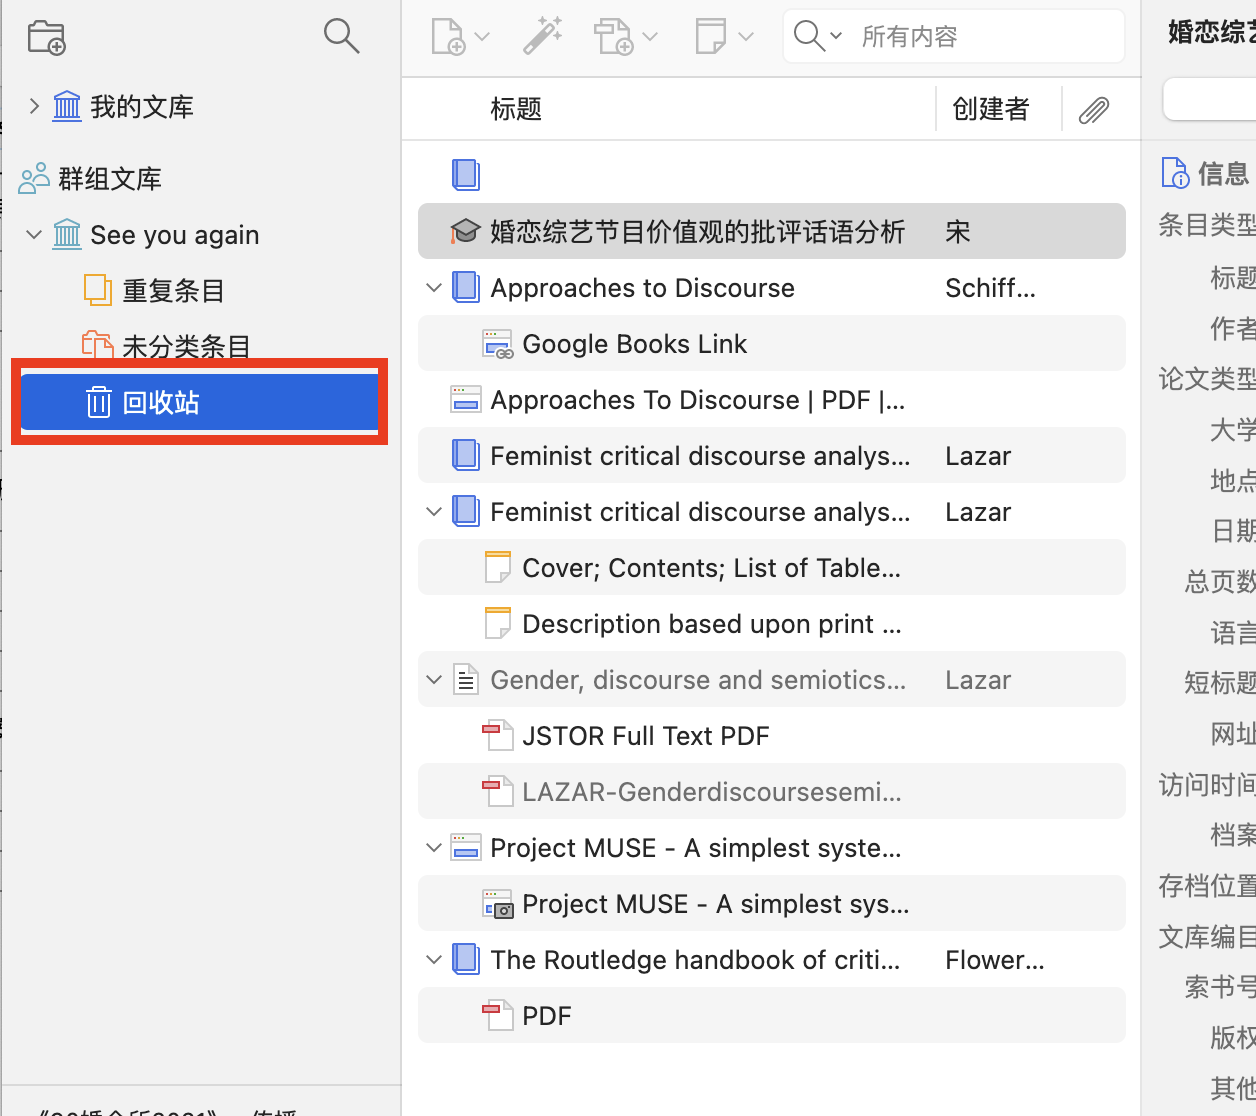 我的文库
群组文库
See you again
重复条目
未分类条目
回收站
所有内容
标题
创建者
婚恋综艺节目价值观的批评话语分析 宋
Approaches to Discourse Schiff...
Google Books Link
Approaches To Discourse | PDF |...
Feminist critical discourse analys... Lazar
Feminist critical discourse analys... Lazar
Cover; Contents; List of Table...
Description based upon print ...
Gender, discourse and semiotics... Lazar
JSTOR Full Text PDF
LAZAR-Genderdiscoursesemi...
Project MUSE - A simplest syste...
Project MUSE - A simplest sys...
The Routledge handbook of criti... Flower...
PDF
婚恋综艺
信息
条目类型
标题
作者
论文类型
大学
地点
日期
总页数
语言
短标题
网址
访问时间
档案
存档位置
文库编目
索书号
版权
其他